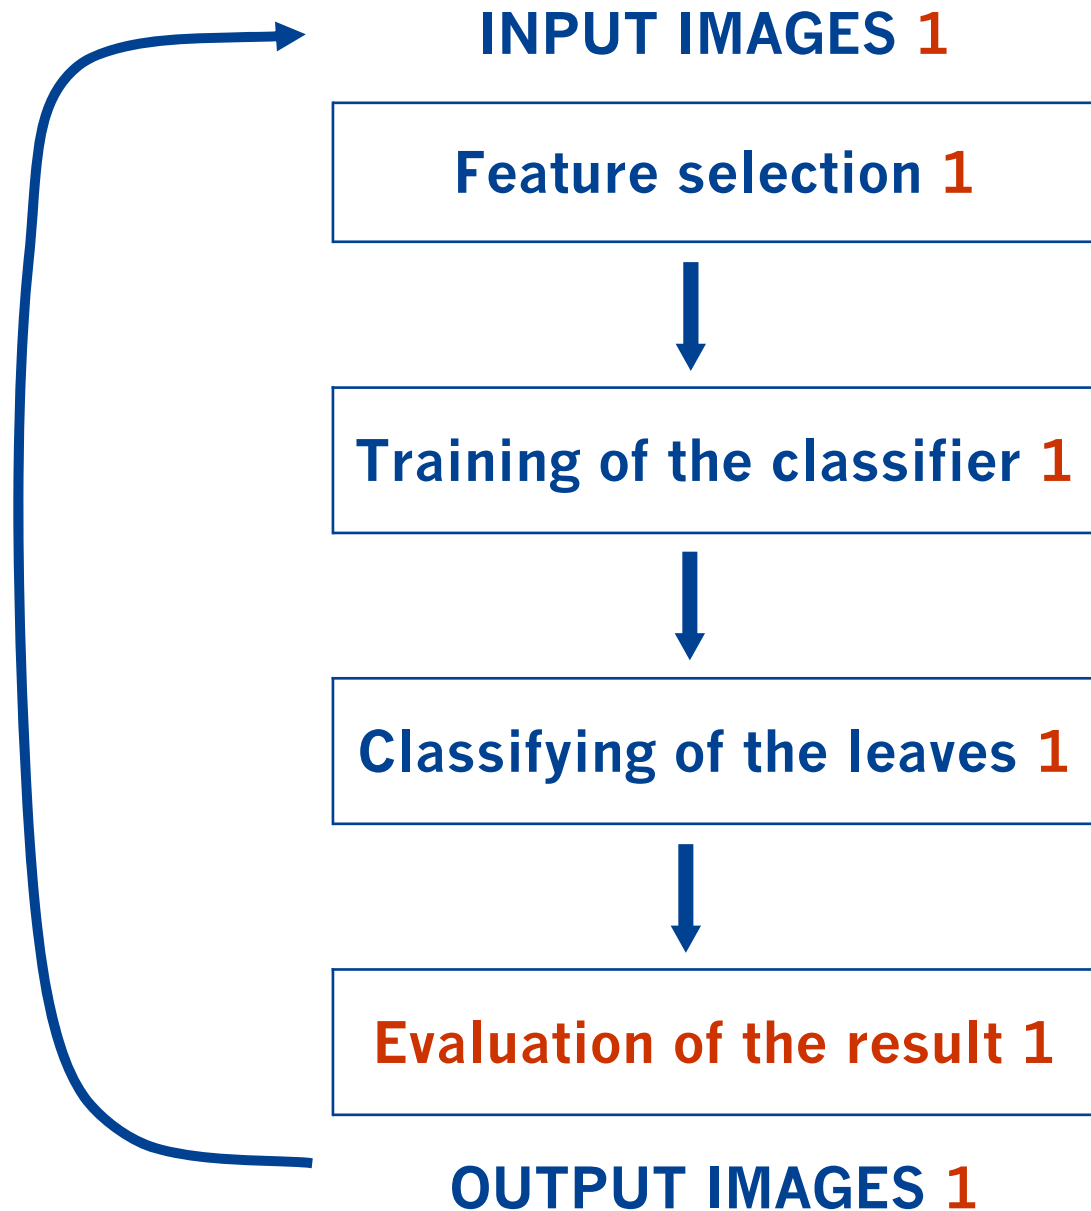 INPUT IMAGES 1
Feature selection 1
Training of the classifier 1
Classifying of the leaves 1
Evaluation of the result 1
OUTPUT IMAGES 1